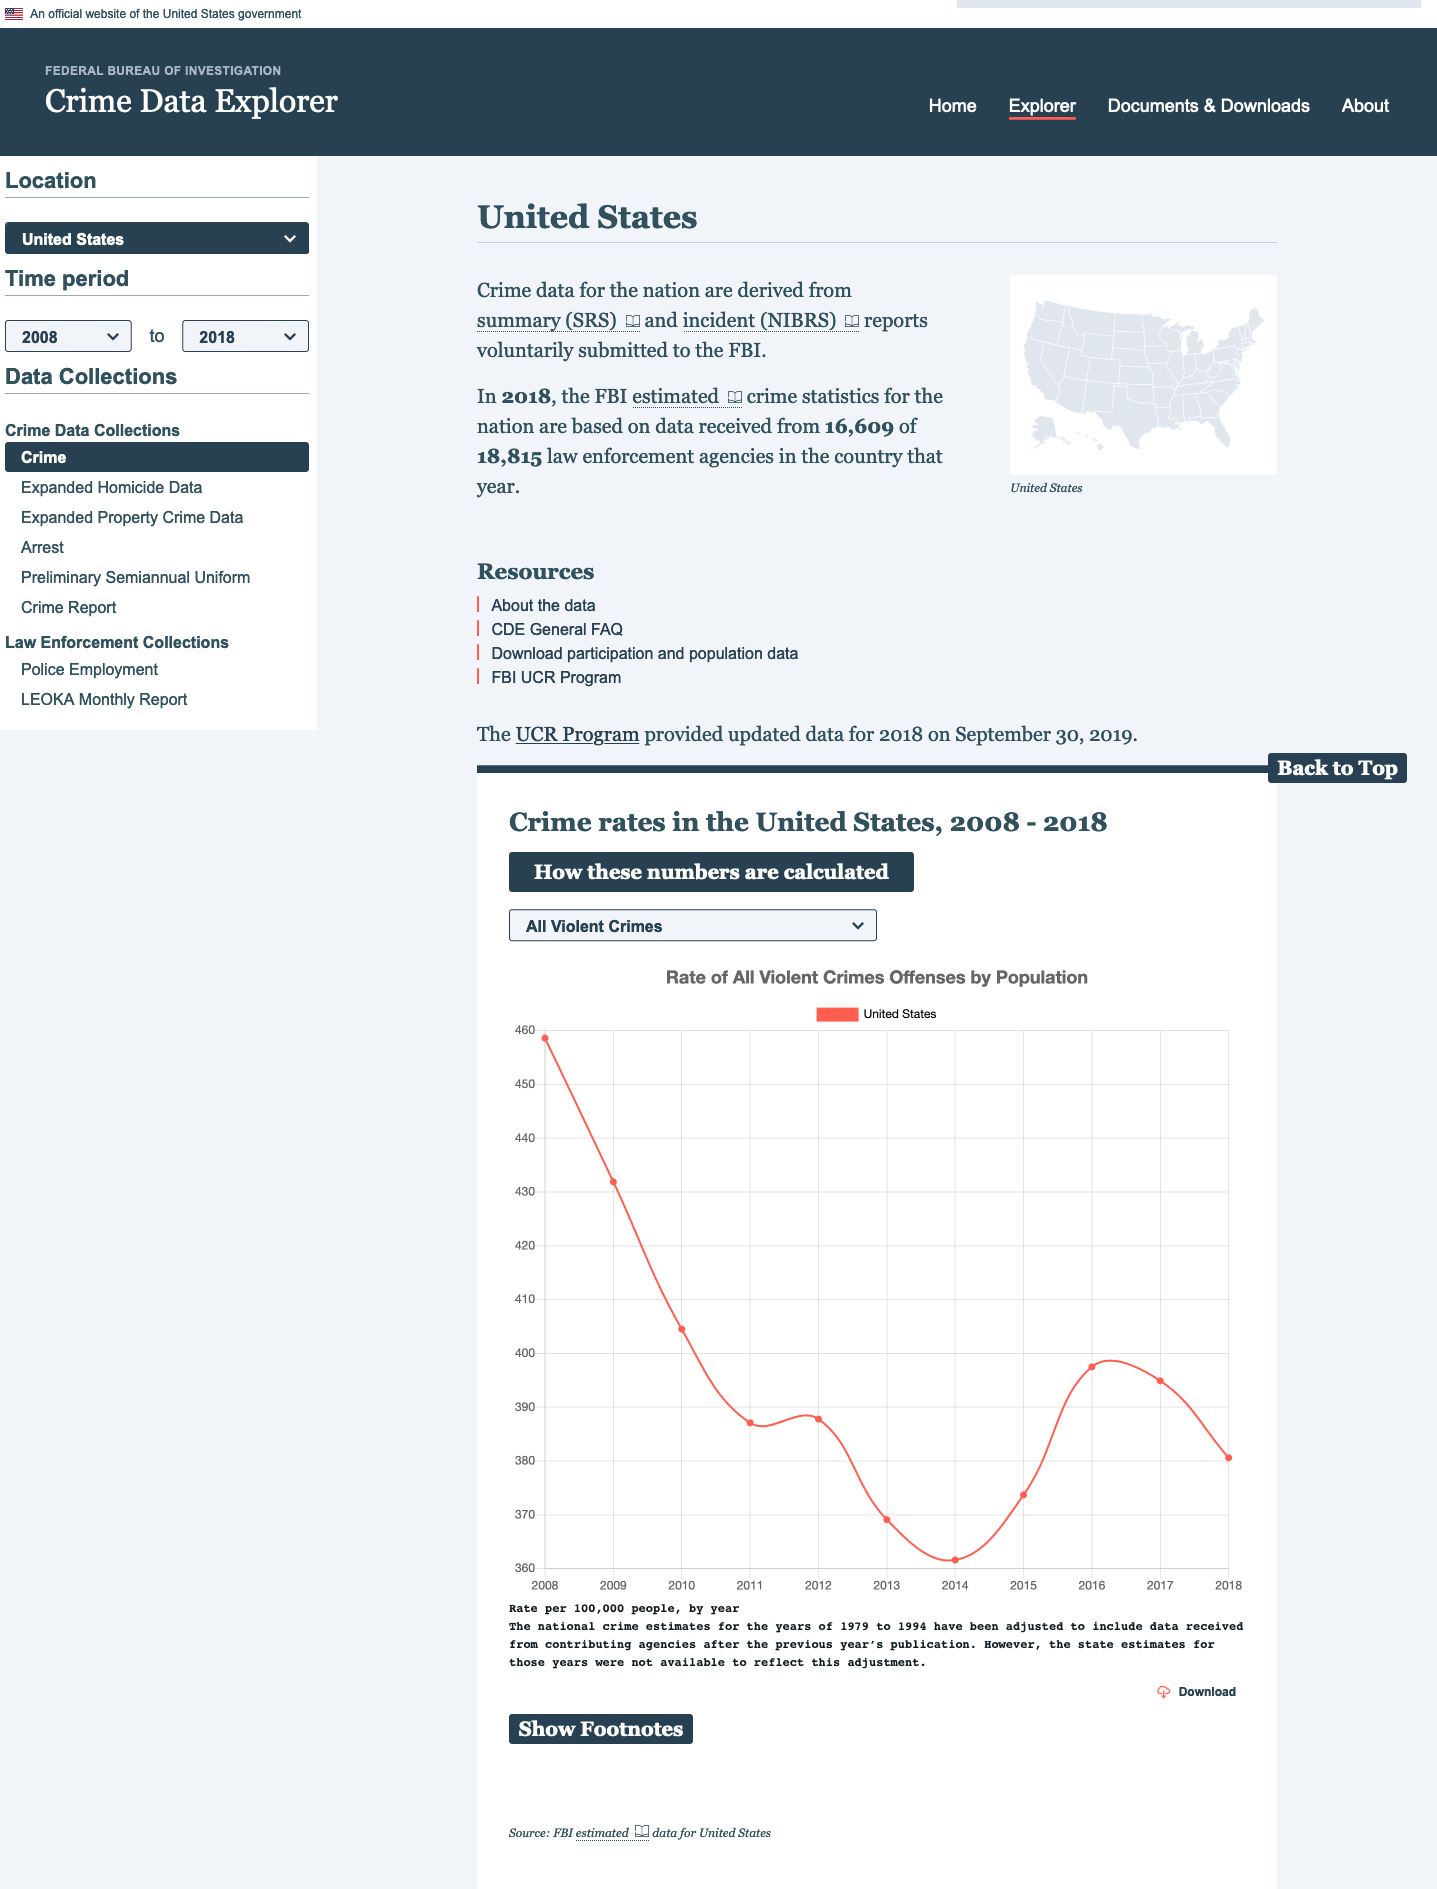 An official website of the United States government
FEDERAL BUREAU OF INVESTIGATION
Crime Data Explorer
Home
Explorer
Documents & Downloads
About
Location
United States
Time period
2008
to
2018
Data Collections
Crime Data Collections
Crime
Expanded Homicide Data
Expanded Property Crime Data
Arrest
Preliminary Semiannual Uniform
Crime Report
Law Enforcement Collections
Police Employment
LEOKA Monthly Report
United States
Crime data for the nation are derived from
summary (SRS) and incident (NIBRS) reports
voluntarily submitted to the FBI.
In 2018, the FBI estimated crime statistics for the
nation are based on data received from 16,609 of
18,815 law enforcement agencies in the country that
year.
United States
Resources
About the data
CDE General FAQ
Download participation and population data
FBI UCR Program
The UCR Program provided updated data for 2018 on September 30, 2019.
Back to Top
Crime rates in the United States, 2008 - 2018
How these numbers are calculated
All Violent Crimes
Rate of All Violent Crimes Offenses by Population
United States
460
450
440
430
420
410
400
390
380
370
360
2008 2009 2010 2011 2012 2013 2014 2015 2016 2017 2018
Rate per 100,000 people, by year
The national crime estimates for the years of 1979 to 1994 have been adjusted to include data received
from contributing agencies after the previous year’s publication. However, the state estimates for
those years were not available to reflect this adjustment.
Download
Show Footnotes
Source: FBI estimated data for United States